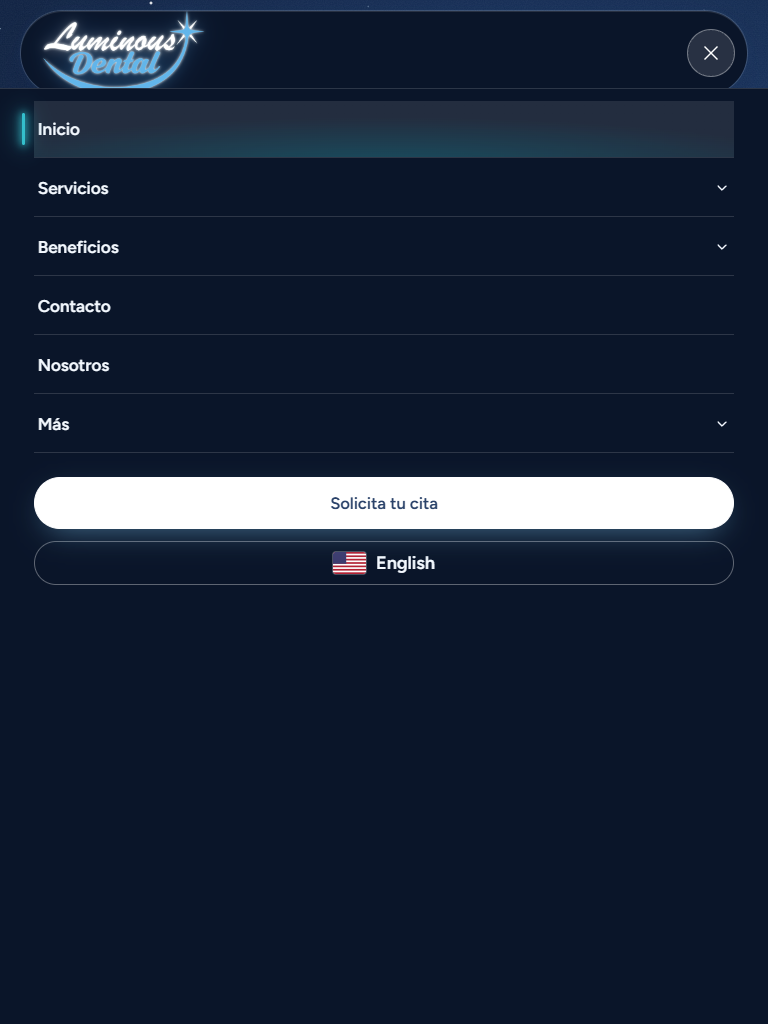 Luminous
Dental
Inicio
Servicios
Beneficios
Contacto
Nosotros
Más
Solicita tu cita
English